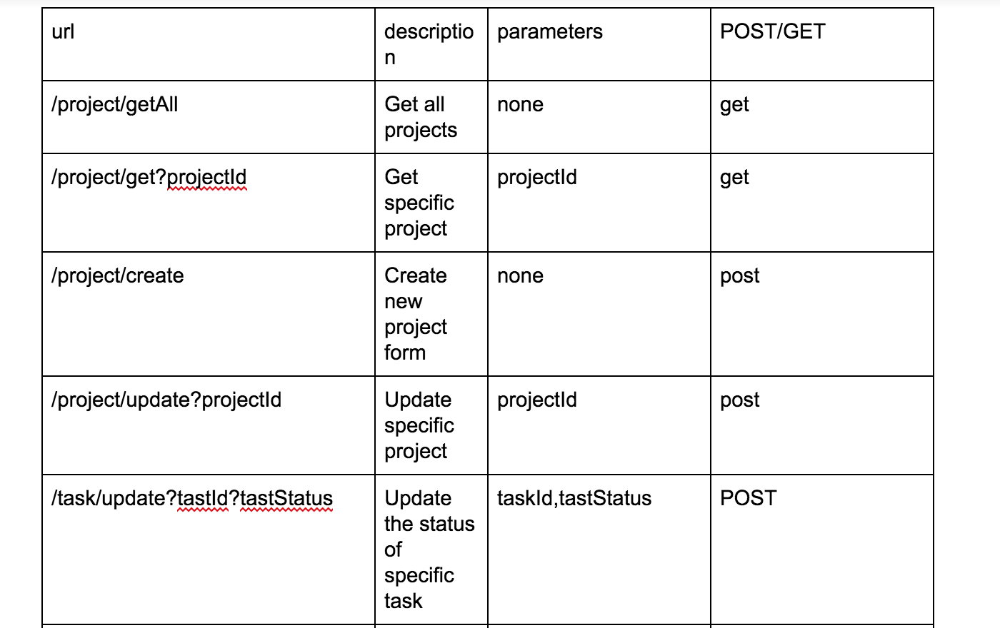 url
descriptio
n
parameters
POST/GET
/project/getAll
Get all
projects
none
get
/project/get?projectId
Get
specific
project
projectId
get
/project/create
Create
new
project
form
none
post
/project/update?projectId
Update
specific
project
projectId
post
/task/update?tastId?tastStatus
Update
the status
of
specific
task
taskId,tastStatus
POST